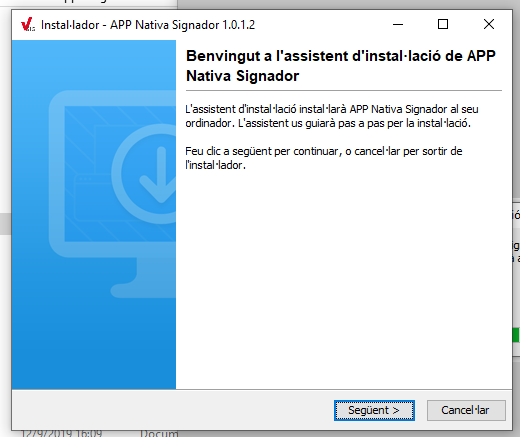 Instal·lador - APP Nativa Signador 1.0.1.2
Benvingut a l'assistent d'instal·lació de APP
Nativa Signador
L'assistent d'instal·lació instal·larà APP Nativa Signador al seu
ordinador. L'assistent us guiarà pas a pas per la instal·lació.
Feu clic a següent per continuar, o cancel·lar per sortir de
l'instal·lador.
Següent >
Cancel·lar
12/9/2019 16:09
Docum